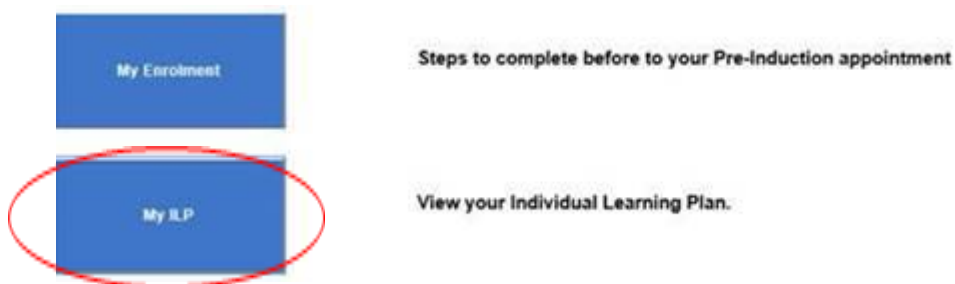 My Enrolment
Steps to complete before to your Pre-Induction appointment
My ILP
View your Individual Learning Plan.